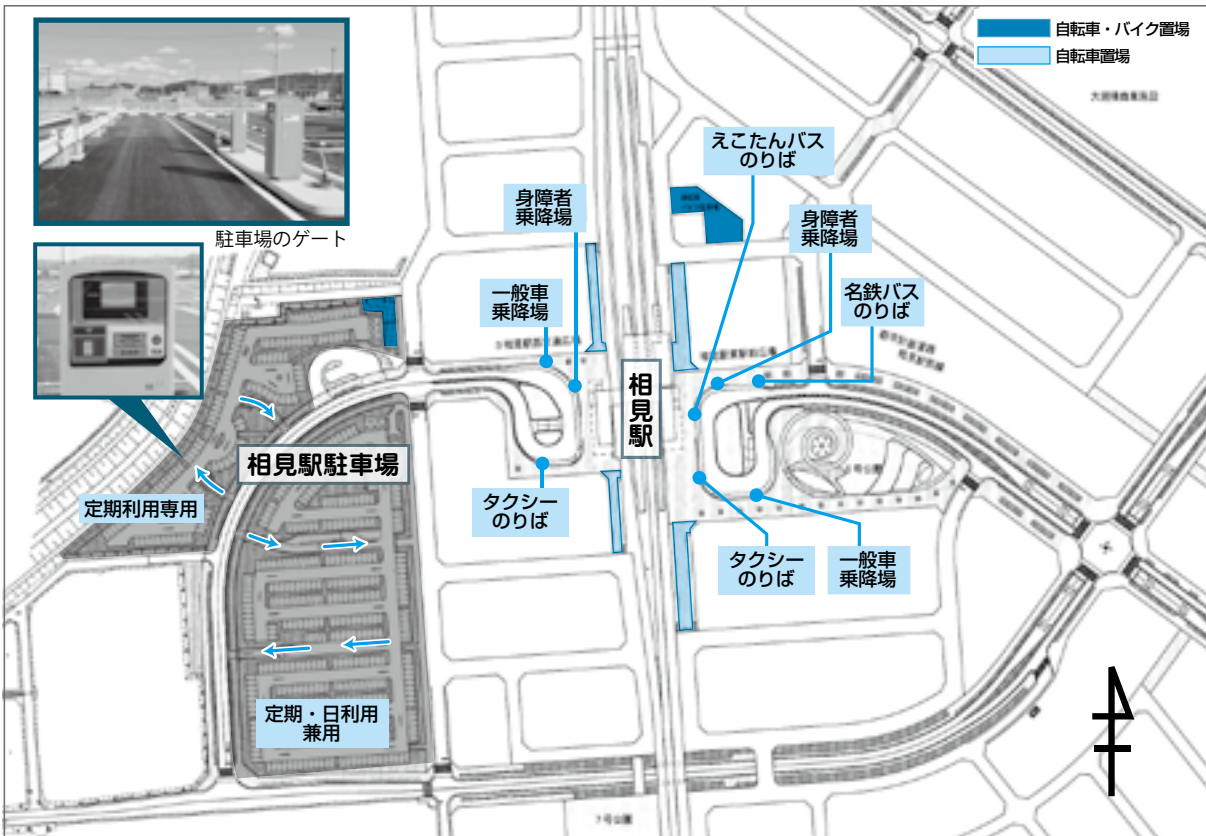 自転車・バイク置場
自転車置場
駐車場のゲート
えこたんバス
のりば
身障者
乗降場
身障者
乗降場
一般車
乗降場
名鉄バス
のりば
相見駅
相見駅駐車場
定期利用専用
タクシー
のりば
タクシー
のりば
一般車
乗降場
定期・日利用
兼用
7号公園